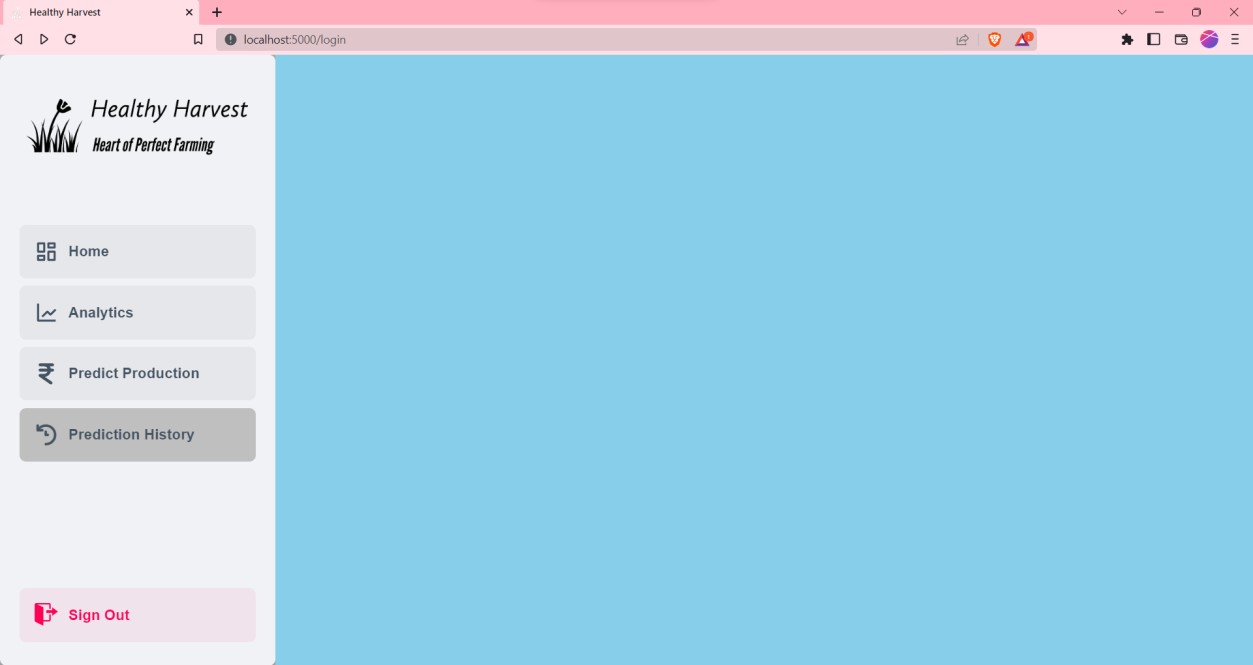 Healthy Harvest
localhost:5000/login
1
Healthy Harvest
Heart of Perfect Farming
Home
Analytics
Predict Production
Prediction History
Sign Out